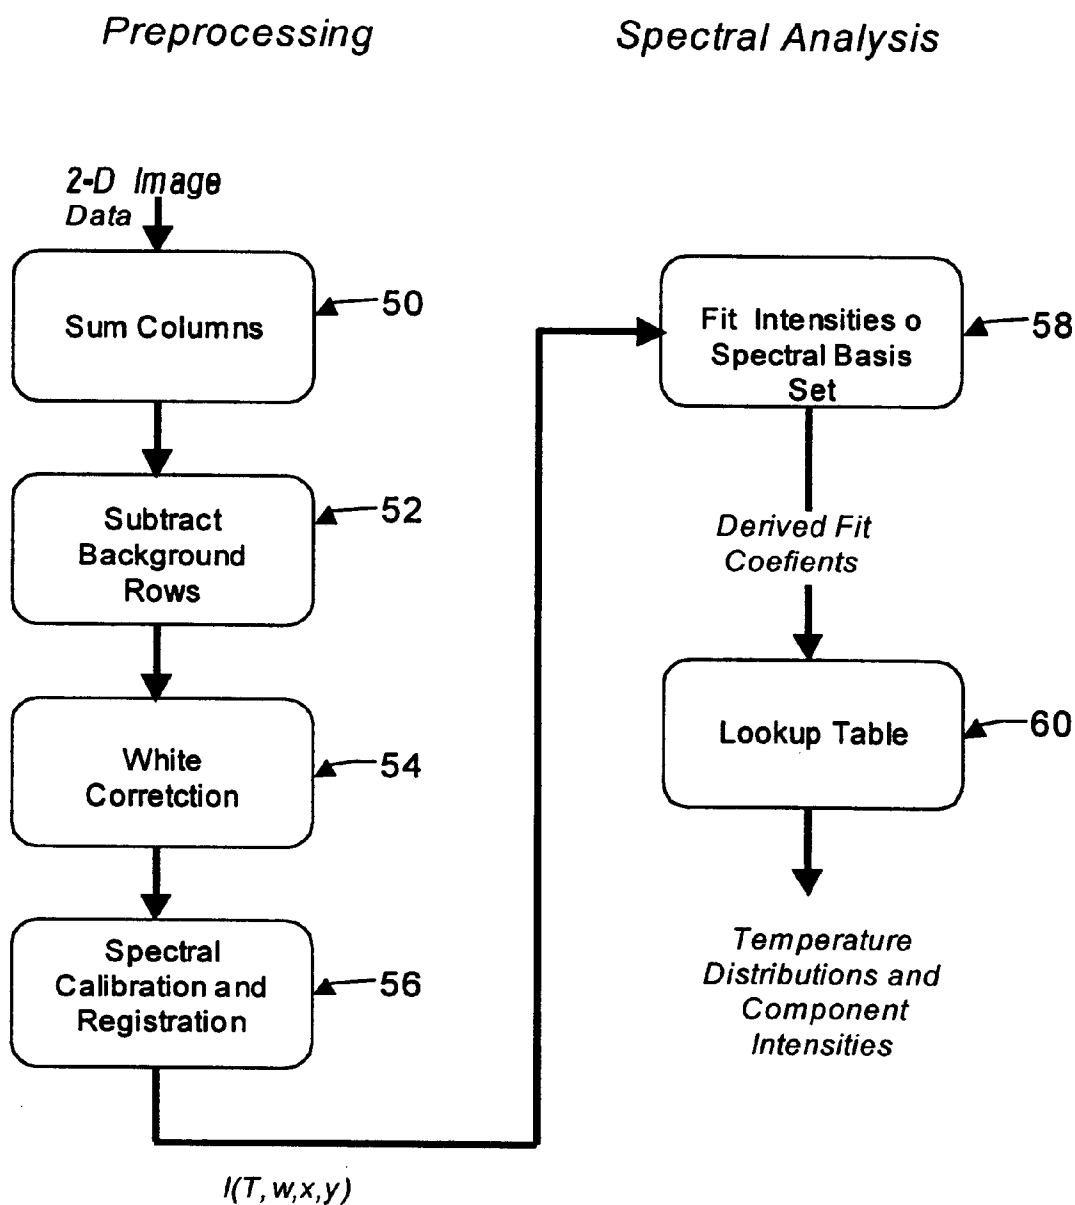 Preprocessing
Spectral Analysis
2-D Image
Data
Sum Columns
50
Subtract
Background
Rows
52
White
Corretction
54
Spectral
Calibration and
Registration
56
I(T, w,x,y)
Fit Intensities o
Spectral Basis
Set
58
Derived Fit
Coefients
Lookup Table
60
Temperature
Distributions and
Component
Intensities